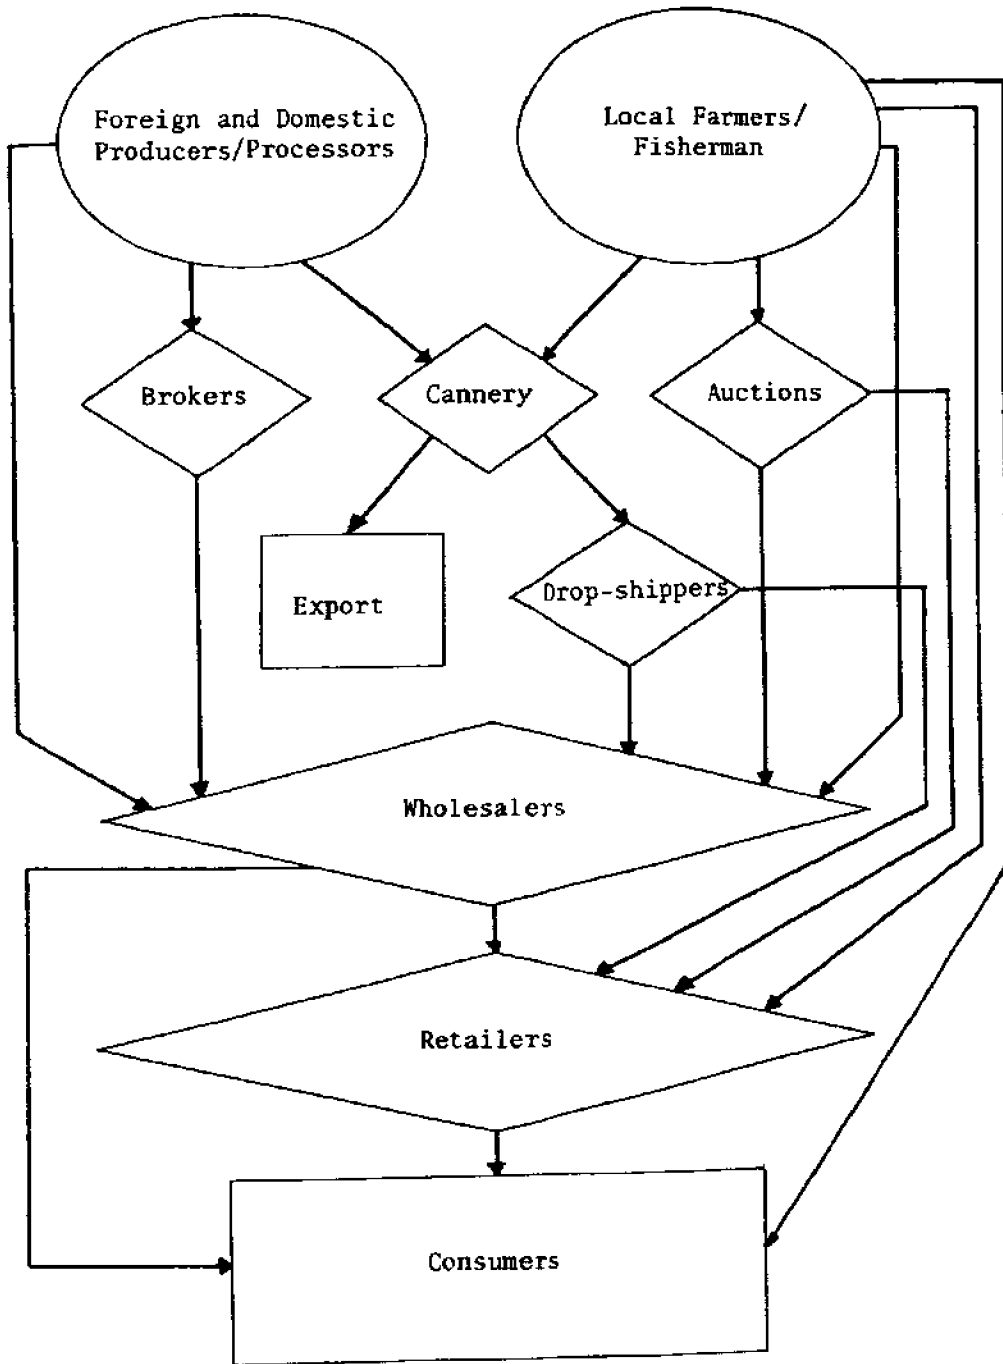 Foreign and Domestic
Producers/Processors
Local Farmers/
Fisherman
Brokers
Cannery
Auctions
Export
Drop-shippers
Wholesalers
Retailers
Consumers